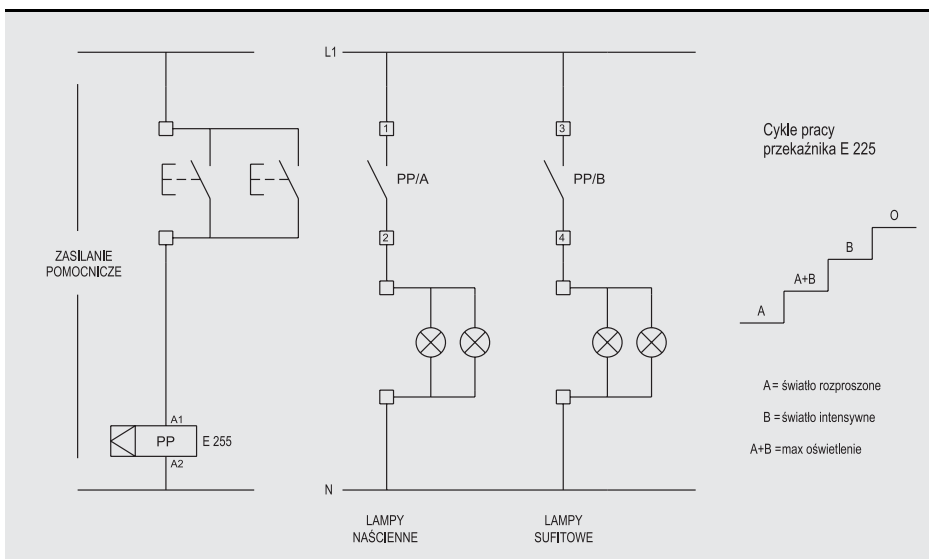 ZASILANIE
POMOCNICZE
A1
PP
E 255
A2
L1
N
1
PP/A
2
3
PP/B
4
LAMPY
NAŚCIENNE
LAMPY
SUFITOWE
Cykle pracy
przekaźnika E 225
A
A+B
B
O
A = światło rozproszone
B = światło intensywne
A+B =max oświetlenie